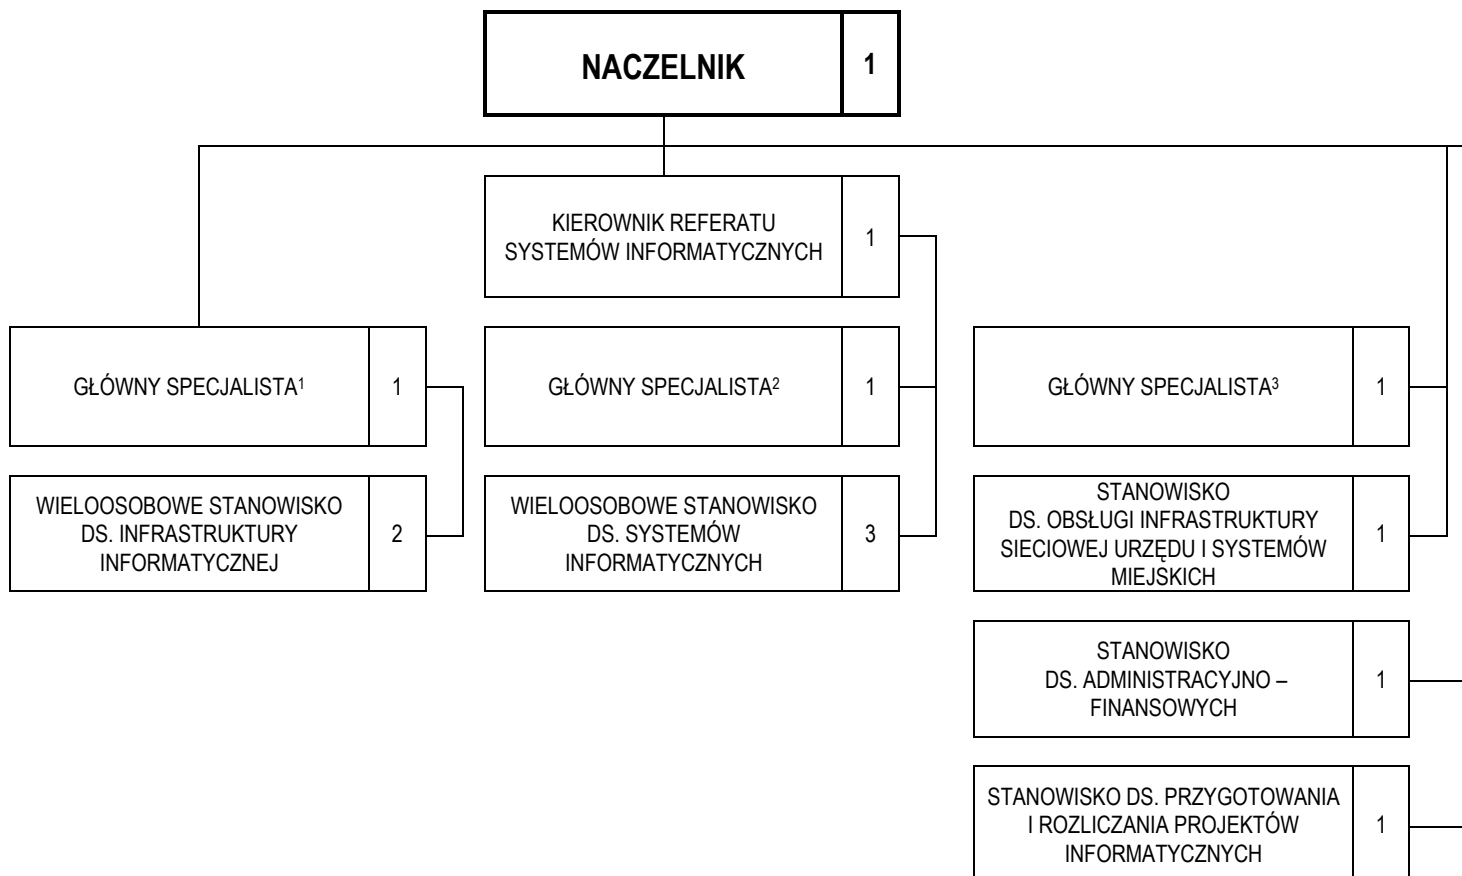 NACZELNIK
1
KIEROWNIK REFERATU
SYSTEMÓW INFORMATYCZNYCH
1
GŁÓWNY SPECJALISTA¹
1
GŁÓWNY SPECJALISTA²
1
GŁÓWNY SPECJALISTA³
1
WIELOOSOBOWE STANOWISKO
DS. INFRASTRUKTURY
INFORMATYCZNEJ
2
WIELOOSOBOWE STANOWISKO
DS. SYSTEMÓW
INFORMATYCZNYCH
3
STANOWISKO
DS. OBSŁUGI INFRASTRUKTURY
SIECIOWEJ URZĘDU I SYSTEMÓW
MIEJSKICH
1
STANOWISKO
DS. ADMINISTRACYJNO –
FINANSOWYCH
1
STANOWISKO DS. PRZYGOTOWANIA
I ROZLICZANIA PROJEKTÓW
INFORMATYCZNYCH
1